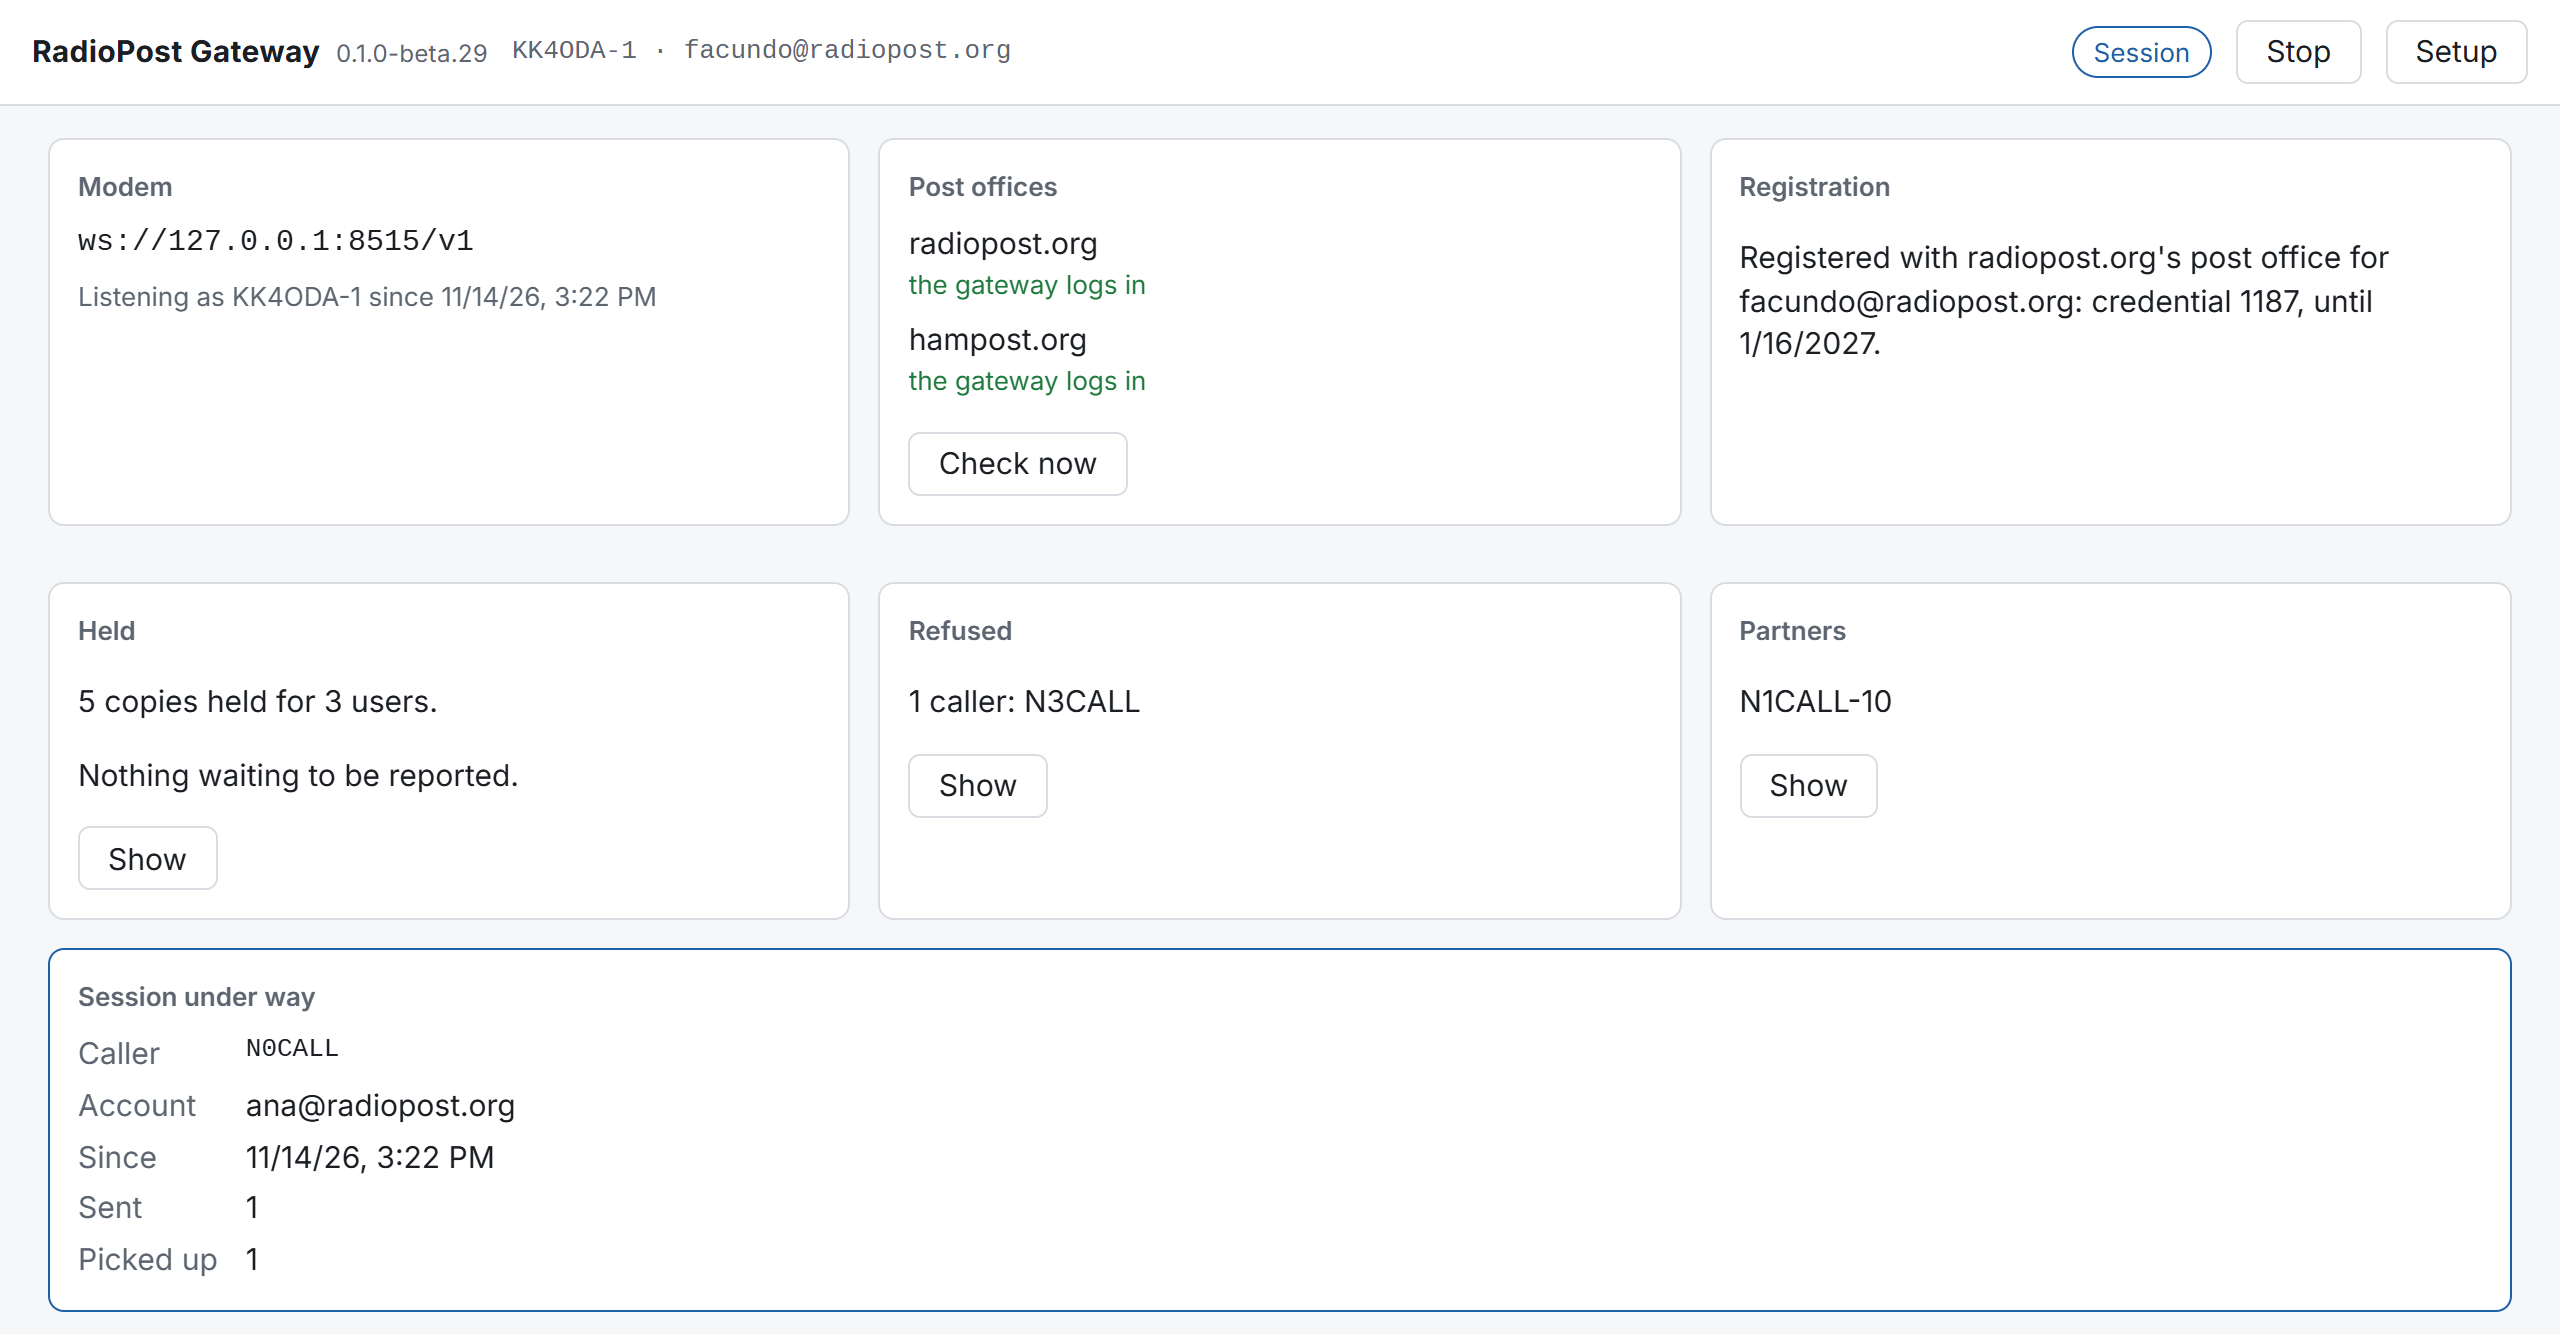 RadioPost Gateway 0.1.0-beta.29 KK4ODA-1 · facundo@radiopost.org Session Stop Setup
Modem
ws://127.0.0.1:8515/v1
Listening as KK4ODA-1 since 11/14/26, 3:22 PM
Post offices
radiopost.org
the gateway logs in
hampost.org
the gateway logs in
Check now
Registration
Registered with radiopost.org's post office for
facundo@radiopost.org: credential 1187, until
1/16/2027.
Held
5 copies held for 3 users.
Nothing waiting to be reported.
Show
Refused
1 caller: N3CALL
Show
Partners
N1CALL-10
Show
Session under way
Caller N0CALL
Account ana@radiopost.org
Since 11/14/26, 3:22 PM
Sent 1
Picked up 1